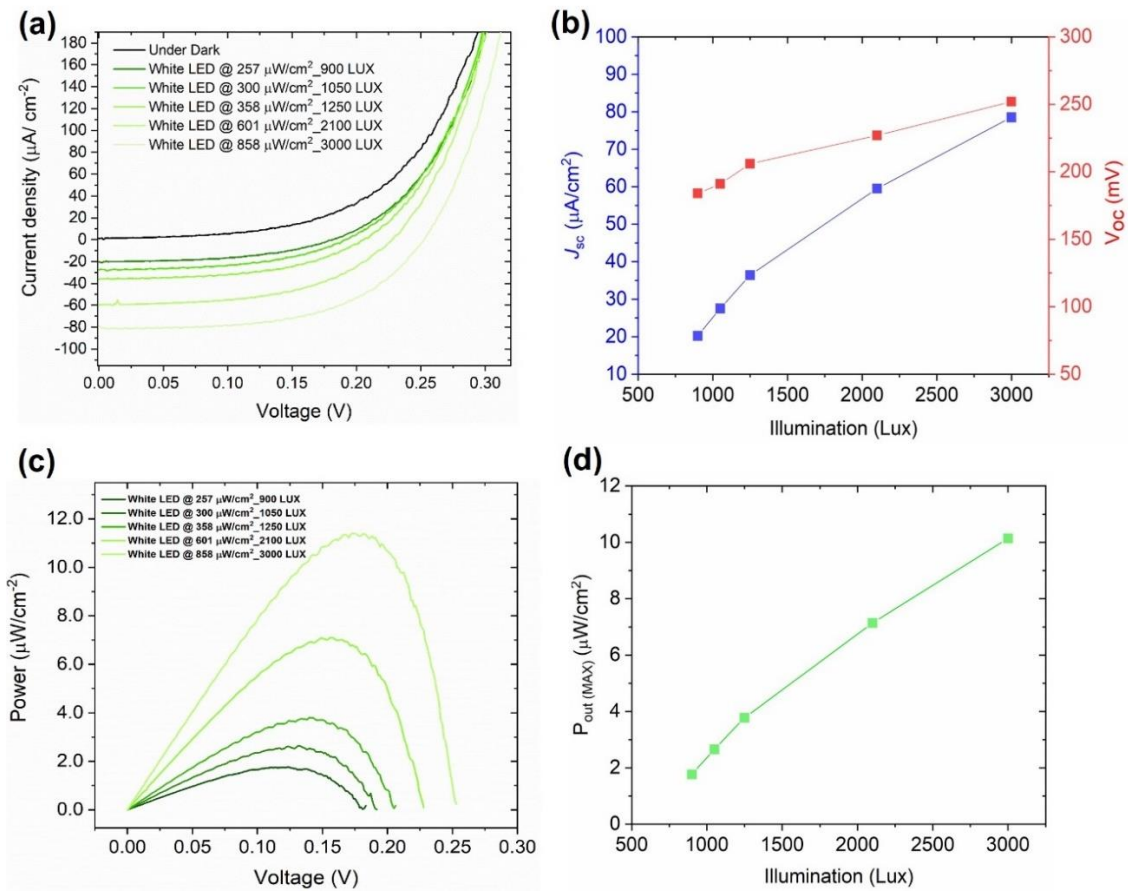 (a)
180
160
140
120
100
80
60
40
20
0
-20
-40
-60
-80
-100
Current density (μA/ cm⁻²)
Under Dark
White LED @ 257 μW/cm²_900 LUX
White LED @ 300 μW/cm²_1050 LUX
White LED @ 358 μW/cm²_1250 LUX
White LED @ 601 μW/cm²_2100 LUX
White LED @ 858 μW/cm²_3000 LUX
0.00 0.05 0.10 0.15 0.20 0.25 0.30
Voltage (V)
(b)
100
90
80
70
60
50
40
30
20
10
Jsc (μA/cm²)
300
250
200
150
100
50
VOC (mV)
500 1000 1500 2000 2500 3000
Illumination (Lux)
(c)
12.0
10.0
8.0
6.0
4.0
2.0
0.0
Power (μW/cm⁻²)
White LED @ 257 μW/cm²_900 LUX
White LED @ 300 μW/cm²_1050 LUX
White LED @ 358 μW/cm²_1250 LUX
White LED @ 601 μW/cm²_2100 LUX
White LED @ 858 μW/cm²_3000 LUX
0.00 0.05 0.10 0.15 0.20 0.25 0.30
Voltage (V)
(d)
12
10
8
6
4
2
0
Pout (MAX) (μW/cm²)
500 1000 1500 2000 2500 3000
Illumination (Lux)